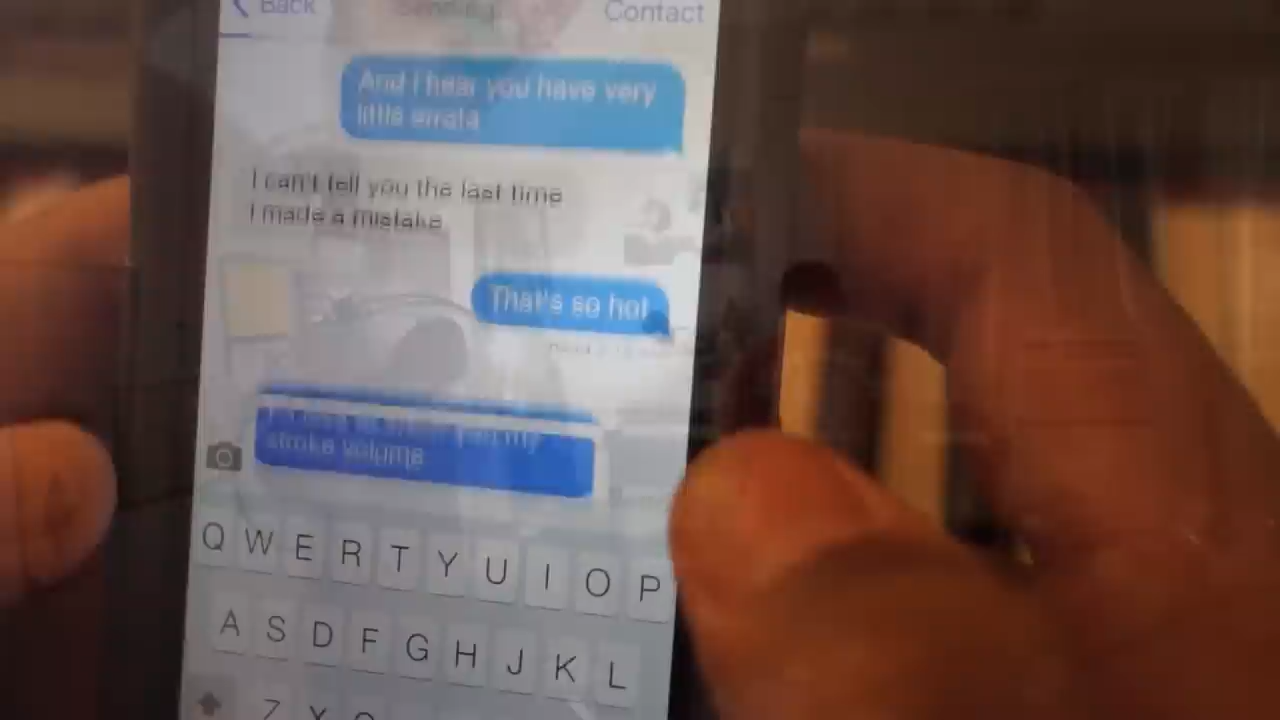 Back Contact
And I hear you have very
little errata
I can't tell you the last time
I made a mistake
That's so hot
my
stroke volume
Q W E R T Y U I O P
A S D F G H J K L
Z X C